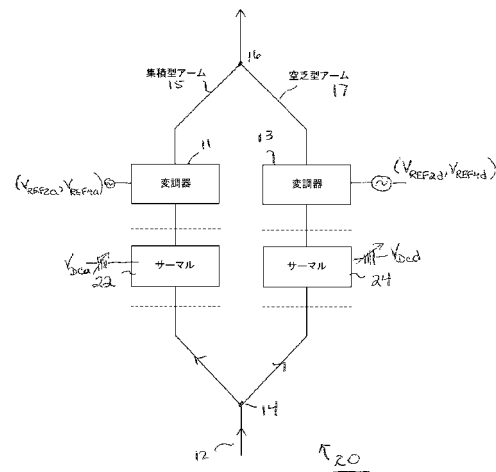 16
集積型アーム
15
空乏型アーム
17
11
13
変調器
変調器
(VREF2a, VREF4a)
(VREF2d, VREF4d)
サーマル
サーマル
VDca
VDcd
22
24
14
12
20